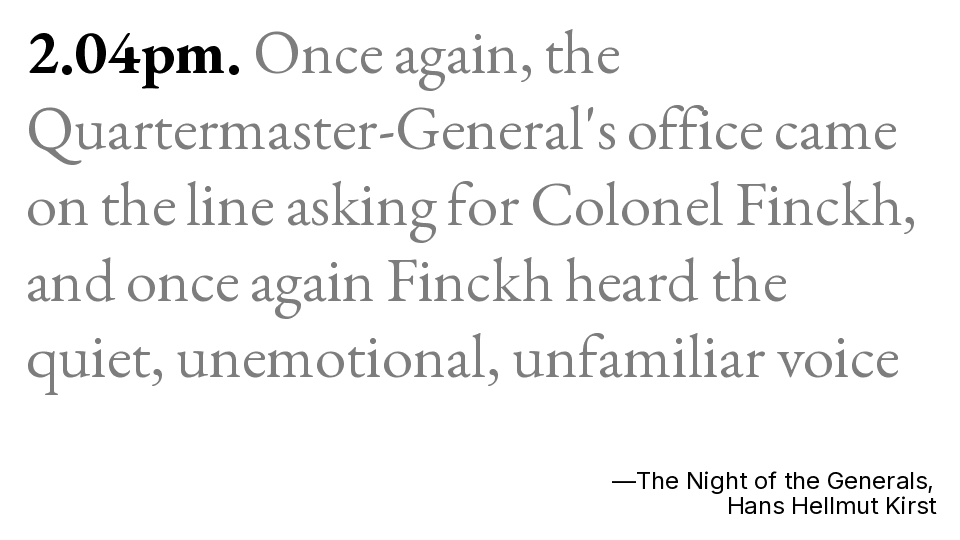 2.04pm. Once again, the
Quartermaster-General's office came
on the line asking for Colonel Finckh,
and once again Finckh heard the
quiet, unemotional, unfamiliar voice
—The Night of the Generals,
Hans Hellmut Kirst